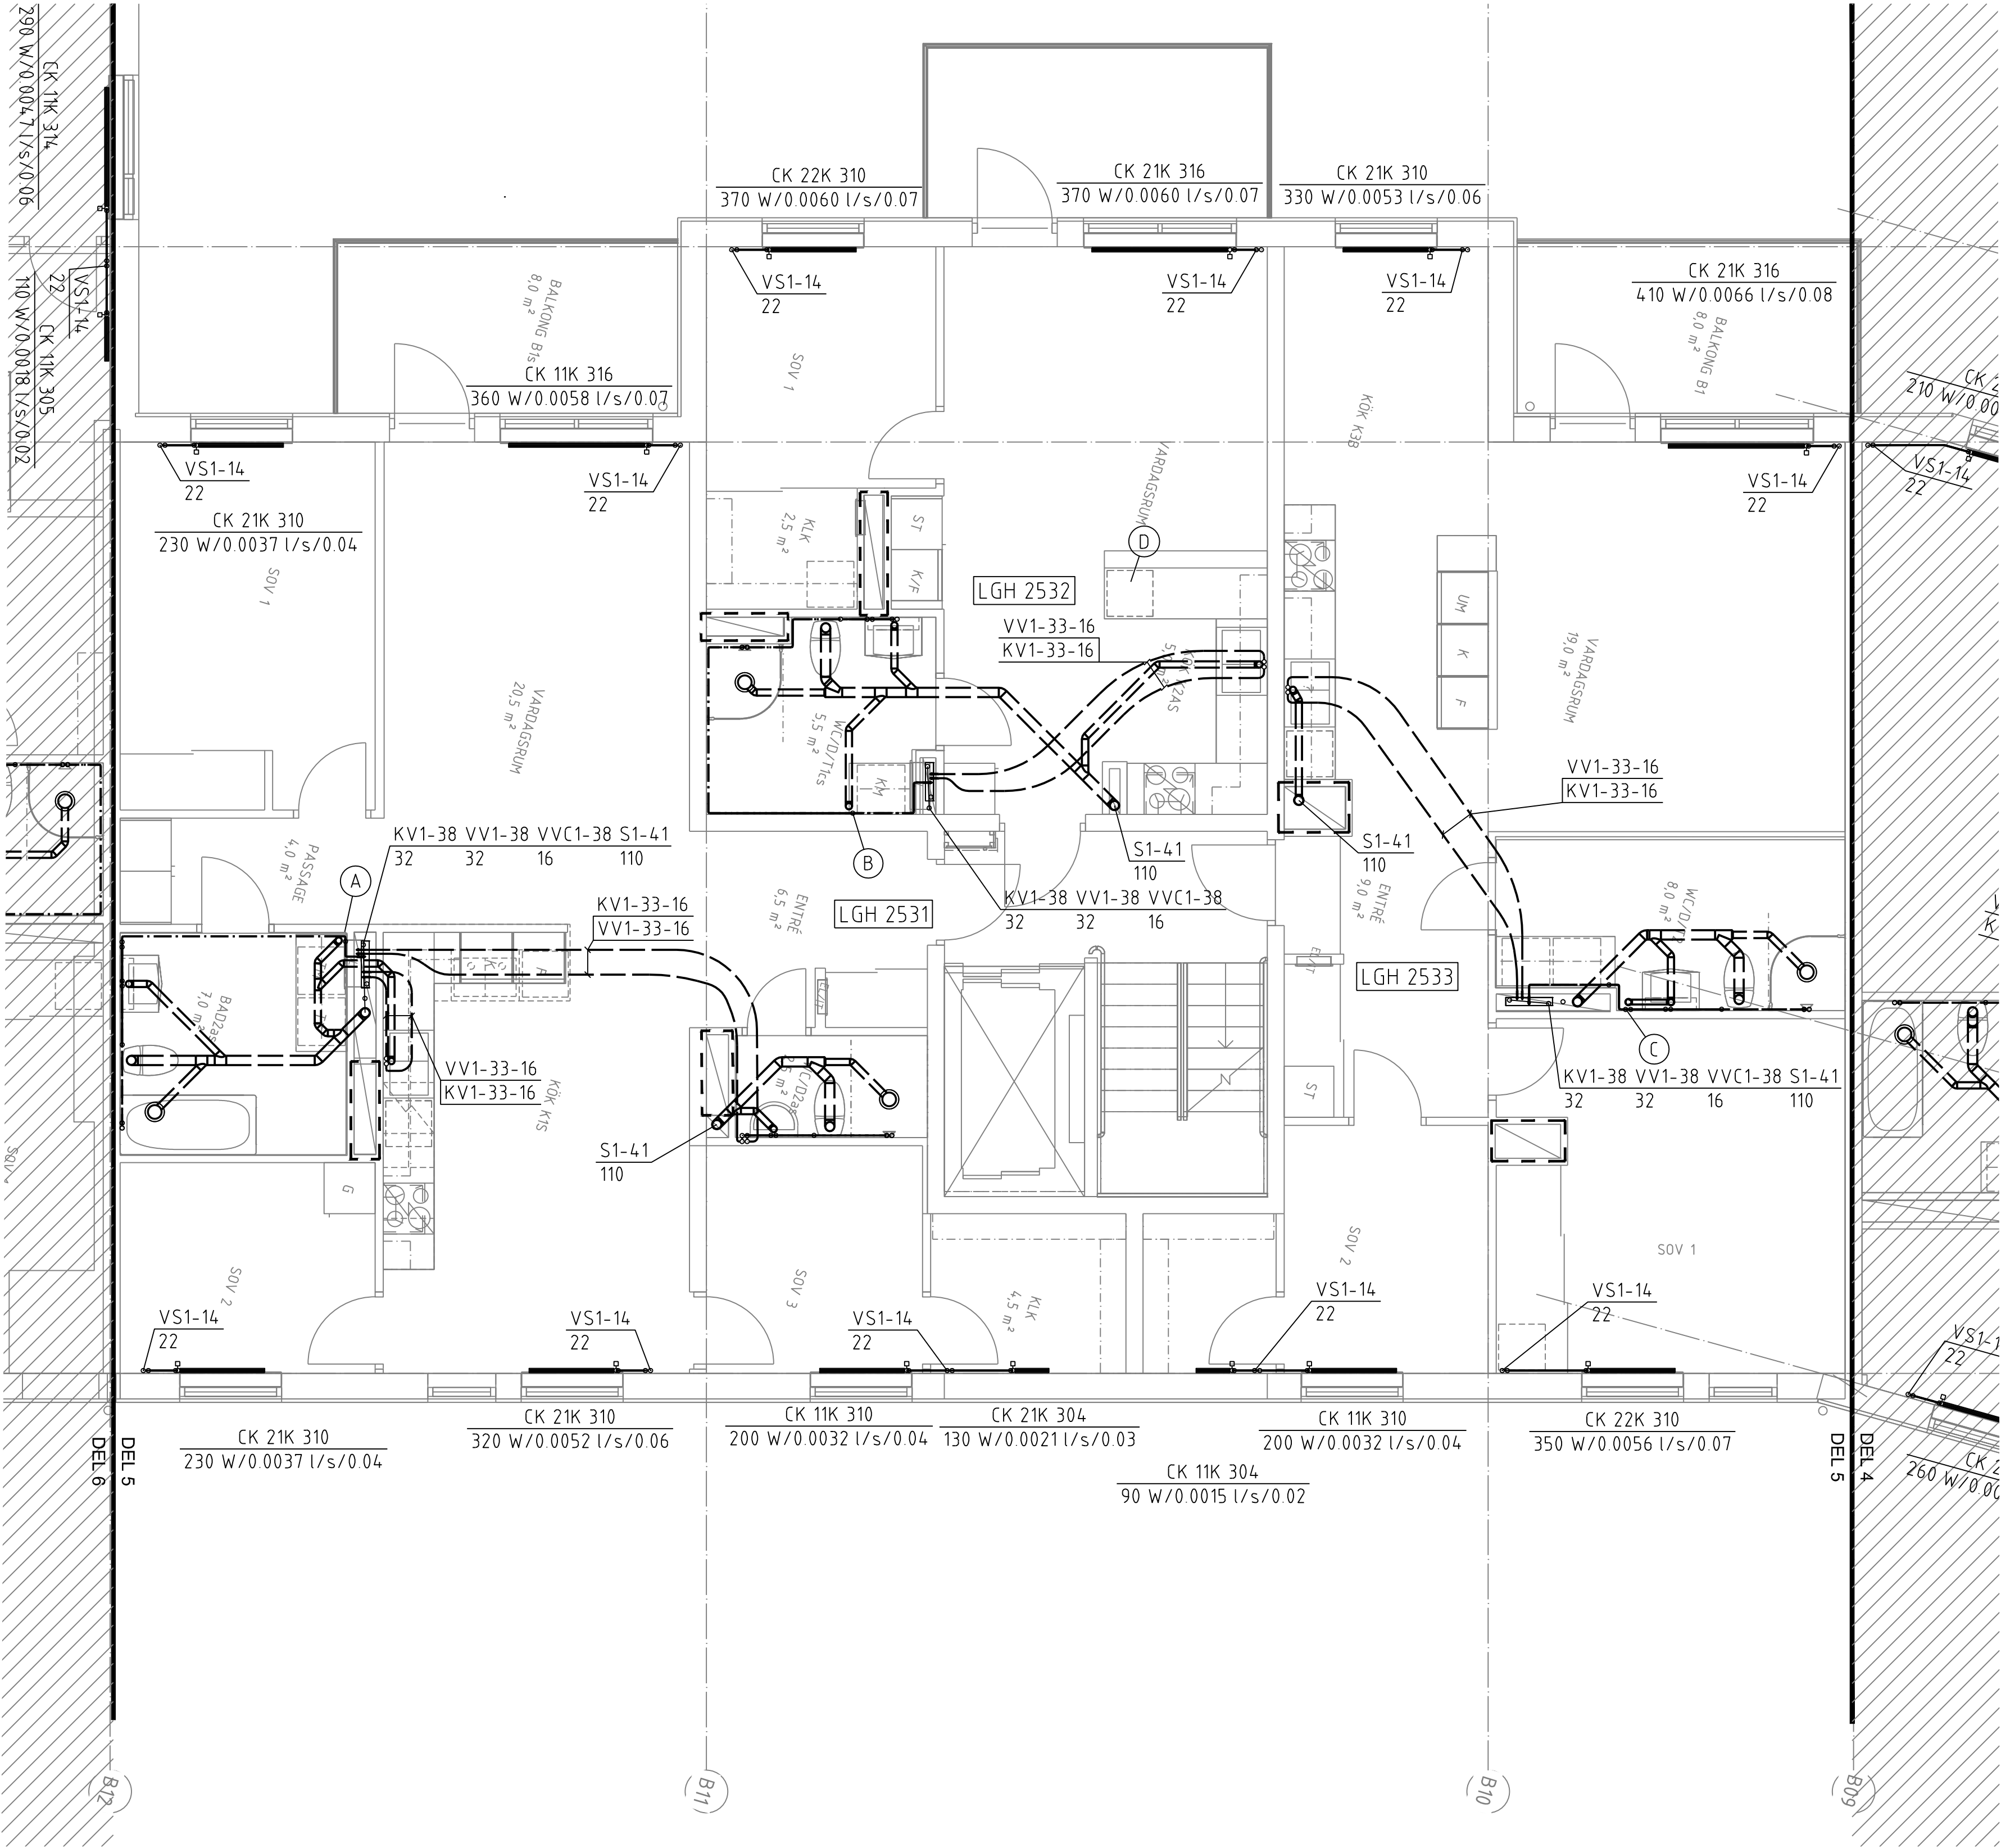 CK 11K 314
290 W/0.0047 l/s/0.06
VS1-14
22
CK 11K 305
110 W/0.0018 l/s/0.02
CK 22K 310
370 W/0.0060 l/s/0.07
CK 21K 316
370 W/0.0060 l/s/0.07
CK 21K 310
330 W/0.0053 l/s/0.06
CK 21K 316
410 W/0.0066 l/s/0.08
VS1-14
22
VS1-14
22
VS1-14
22
BALKONG B1s
8,0 m²
BALKONG B1
8,0 m²
CK 11K 316
360 W/0.0058 l/s/0.07
SOV 1
KÖK K3B
VARDAGSRUM
210 W/0.00
VS1-14
22
VS1-14
22
VS1-14
22
VS1-14
22
CK 21K 310
230 W/0.0037 l/s/0.04
SOV 1
KLK
2,5 m²
ST
K/F
D
LGH 2532
VV1-33-16
KV1-33-16
UM
K
F
VARDAGSRUM
19,0 m²
VARDAGSRUM
20,5 m²
WC/D/T1cs
5,5 m²
KM
VV1-33-16
KV1-33-16
PASSAGE
4,0 m²
KV1-38 VV1-38 VVC1-38 S1-41
32 32 16 110
A
B
S1-41
110
S1-41
110
KV1-38 VV1-38 VVC1-38
32 32 16
ENTRÉ
6,5 m²
LGH 2531
ENTRÉ
9,0 m²
KV1-33-16
VV1-33-16
LGH 2533
BAD2as
7,0 m²
C
VV1-33-16
KV1-33-16
KÖK K1S
KV1-38 VV1-38 VVC1-38 S1-41
32 32 16 110
ST
S1-41
110
G
SOV 2
SOV 3
KLK
4,5 m²
SOV 2
SOV 1
VS1-14
22
VS1-14
22
VS1-14
22
VS1-14
22
VS1-14
22
22
CK 21K 310
230 W/0.0037 l/s/0.04
CK 21K 310
320 W/0.0052 l/s/0.06
CK 11K 310
200 W/0.0032 l/s/0.04
CK 21K 304
130 W/0.0021 l/s/0.03
CK 11K 310
200 W/0.0032 l/s/0.04
CK 22K 310
350 W/0.0056 l/s/0.07
CK 11K 304
90 W/0.0015 l/s/0.02
260 W/0.00
DEL 6
DEL 5
DEL 5
DEL 4
B12
B11
B10
B09